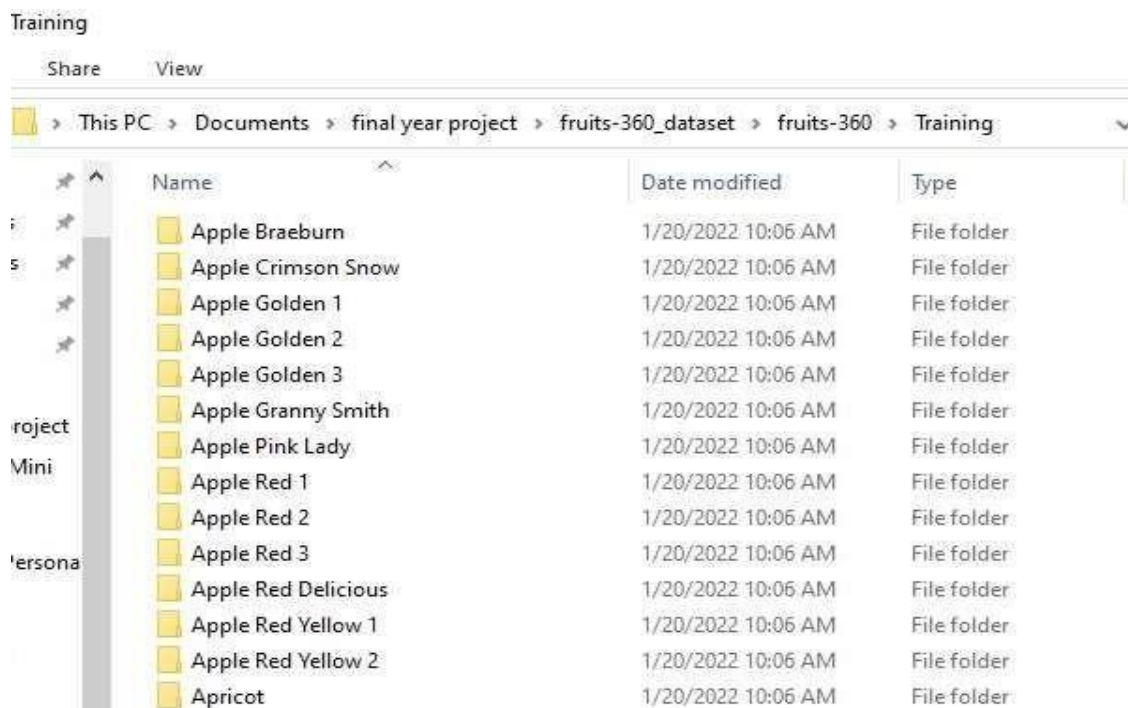 Training
Share View
This PC > Documents > final year project > fruits-360_dataset > fruits-360 > Training
Name Date modified Type
Apple Braeburn 1/20/2022 10:06 AM File folder
Apple Crimson Snow 1/20/2022 10:06 AM File folder
Apple Golden 1 1/20/2022 10:06 AM File folder
Apple Golden 2 1/20/2022 10:06 AM File folder
Apple Golden 3 1/20/2022 10:06 AM File folder
Apple Granny Smith 1/20/2022 10:06 AM File folder
roject
Apple Pink Lady 1/20/2022 10:06 AM File folder
Mini
Apple Red 1 1/20/2022 10:06 AM File folder
Apple Red 2 1/20/2022 10:06 AM File folder
Apple Red 3 1/20/2022 10:06 AM File folder
ersona
Apple Red Delicious 1/20/2022 10:06 AM File folder
Apple Red Yellow 1 1/20/2022 10:06 AM File folder
Apple Red Yellow 2 1/20/2022 10:06 AM File folder
Apricot 1/20/2022 10:06 AM File folder